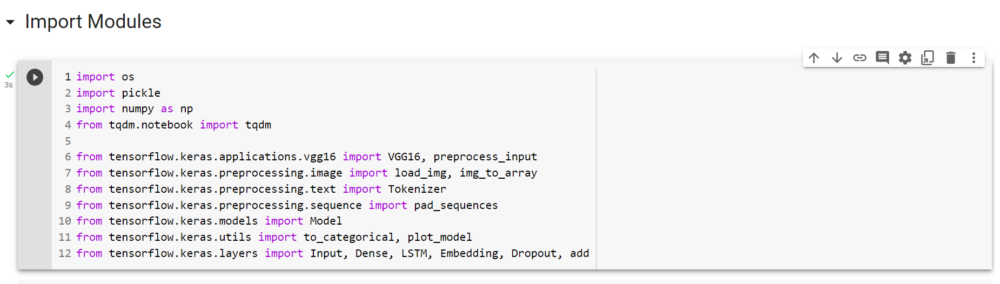 Import Modules
3s
1 import os
2 import pickle
3 import numpy as np
4 from tqdm.notebook import tqdm
5
6 from tensorflow.keras.applications.vgg16 import VGG16, preprocess_input
7 from tensorflow.keras.preprocessing.image import load_img, img_to_array
8 from tensorflow.keras.preprocessing.text import Tokenizer
9 from tensorflow.keras.preprocessing.sequence import pad_sequences
10 from tensorflow.keras.models import Model
11 from tensorflow.keras.utils import to_categorical, plot_model
12 from tensorflow.keras.layers import Input, Dense, LSTM, Embedding, Dropout, add